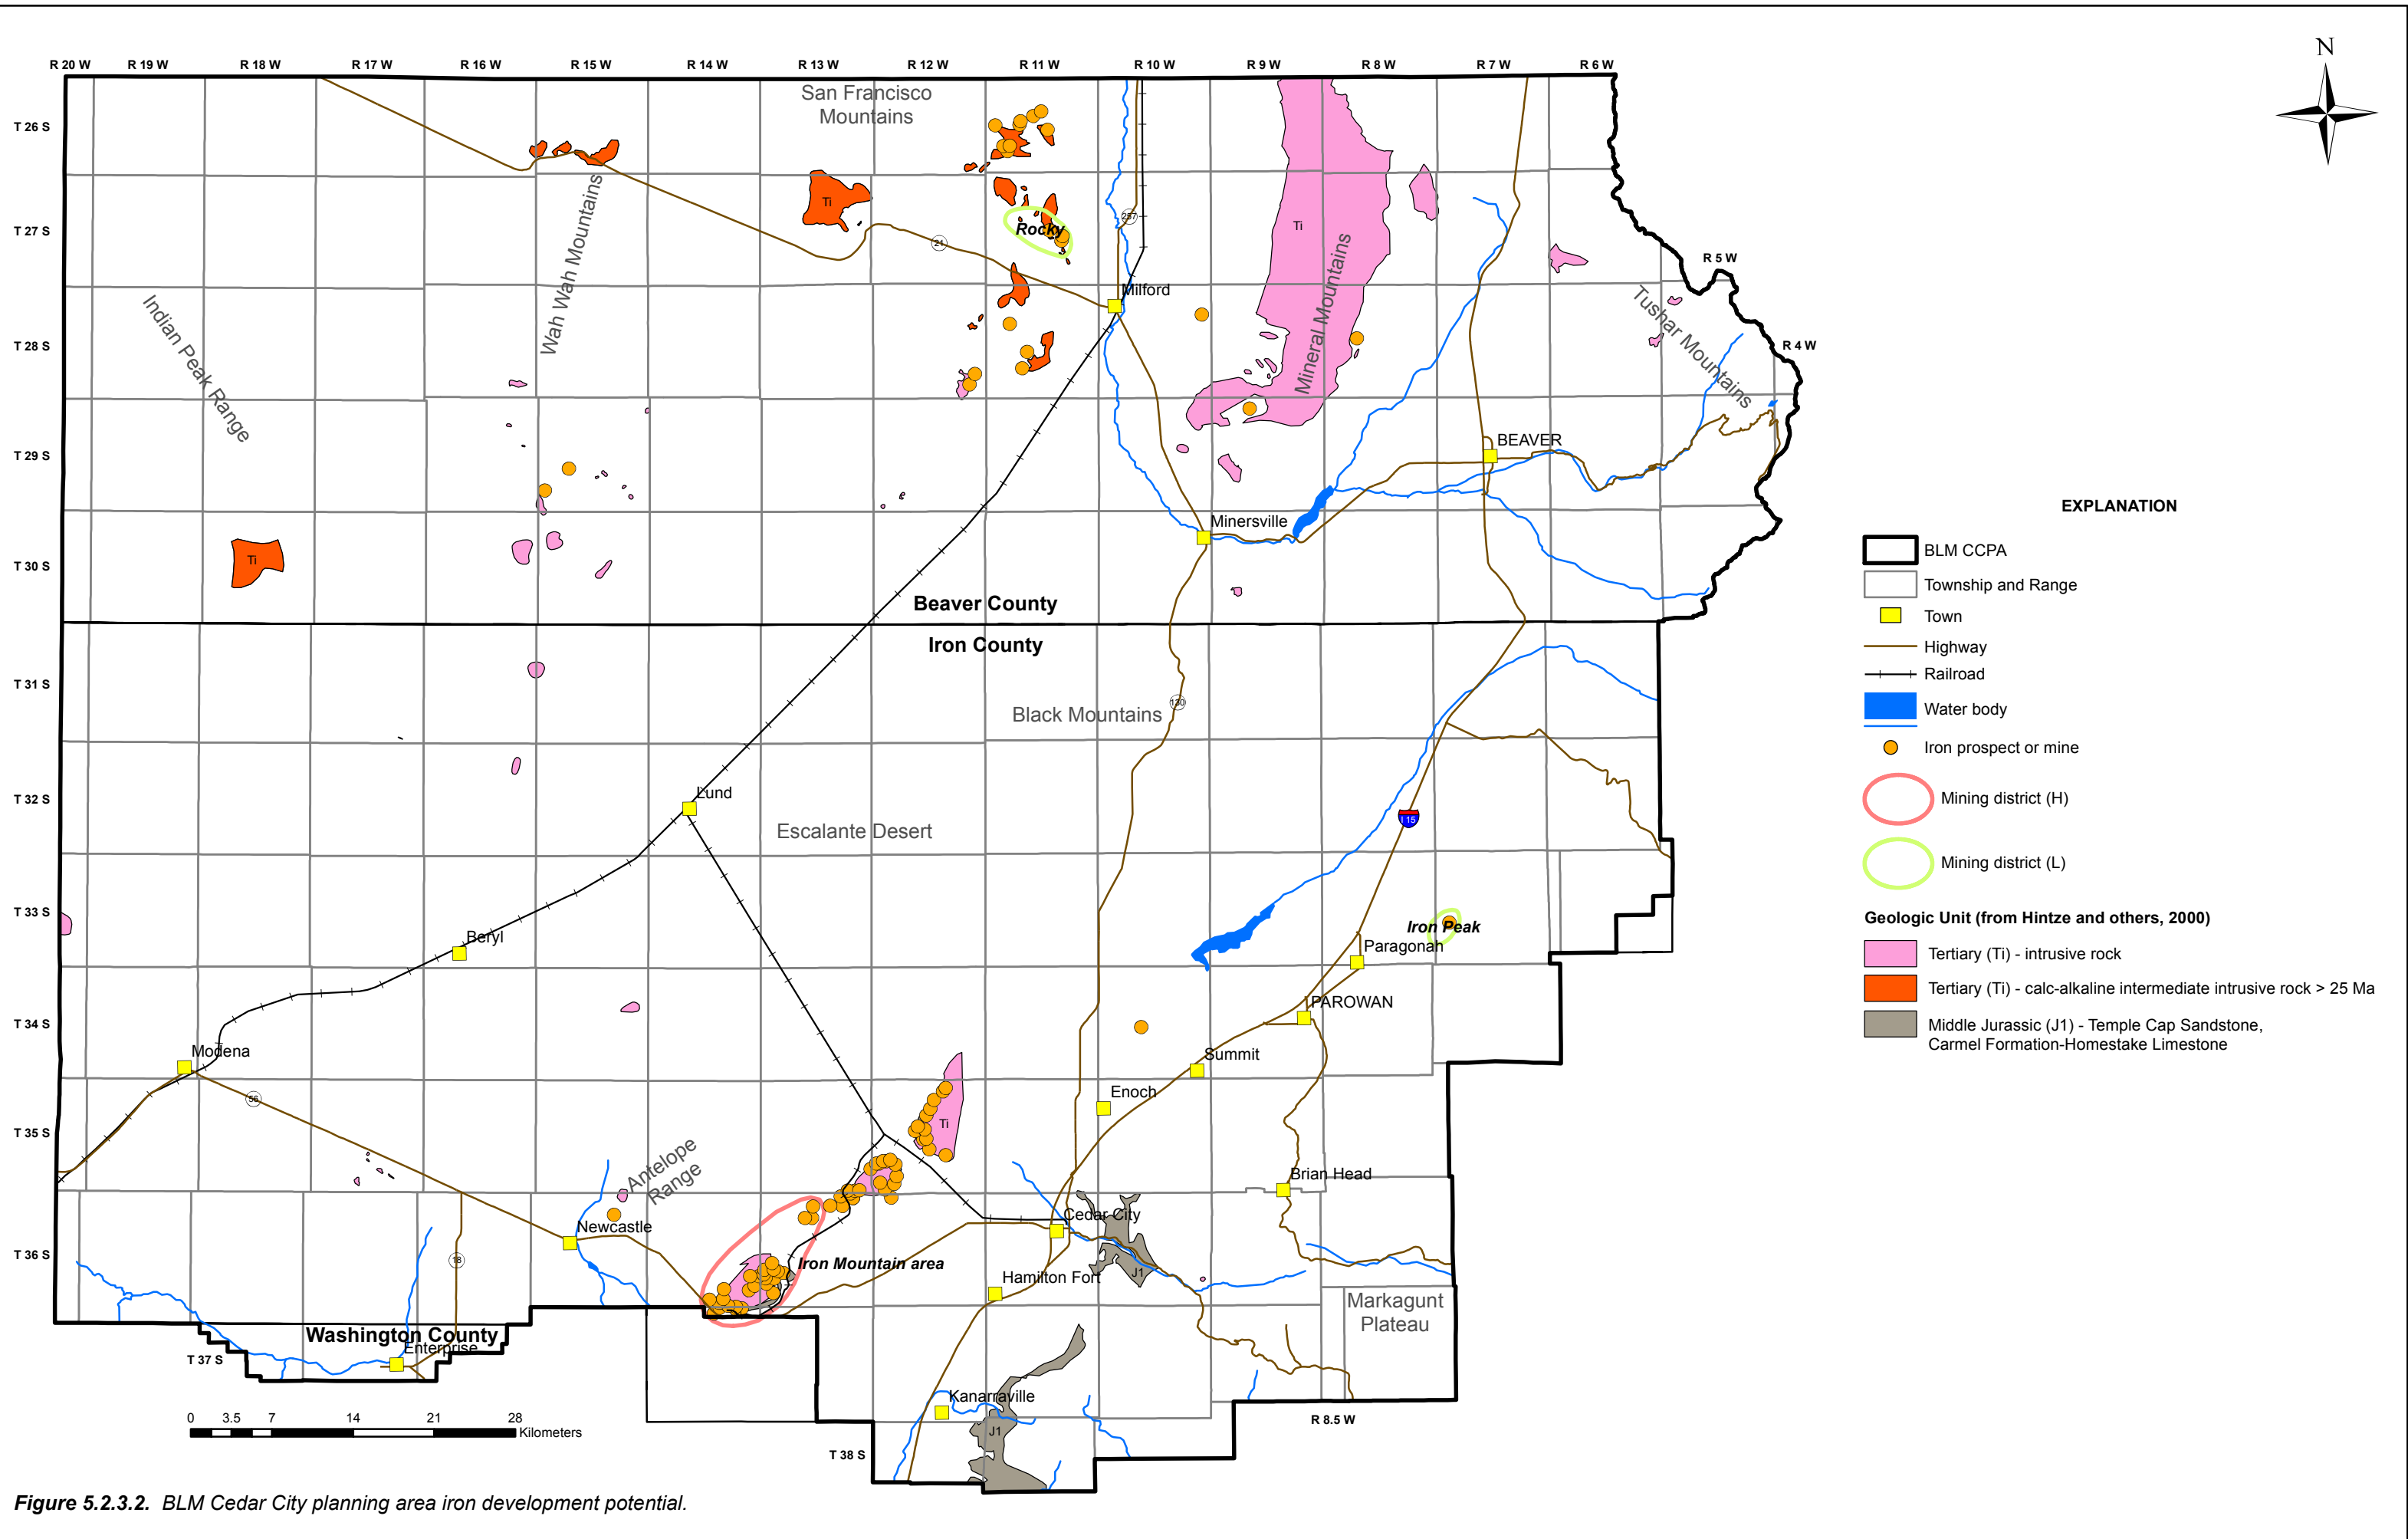 N
R 20 W
R 19 W
R 18 W
R 17 W
R 16 W
R 15 W
R 14 W
R 13 W
R 12 W
R 11 W
R 10 W
R 9 W
R 8 W
R 7 W
R 6 W
R 5 W
R 4 W
R 8.5 W
T 26 S
T 27 S
T 28 S
T 29 S
T 30 S
T 31 S
T 32 S
T 33 S
T 34 S
T 35 S
T 36 S
T 37 S
T 38 S
San Francisco
Mountains
Wah Wah Mountains
Indian Peak Range
Mineral Mountains
Tushar Mountains
Ti
Ti
Ti
Rocky
21
257
Milford
BEAVER
Minersville
Beaver County
Iron County
Black Mountains
130
Lund
Escalante Desert
I 15
Beryl
Iron Peak
Paragonah
PAROWAN
Modena
56
Summit
Enoch
Ti
Antelope
Range
Brian Head
Newcastle
Cedar City
18
Iron Mountain area
J1
Hamilton Fort
Markagunt
Plateau
Washington County
Enterprise
Kanarraville
J1
0
3.5
7
14
21
28
Kilometers
EXPLANATION
BLM CCPA
Township and Range
Town
Highway
Railroad
Water body
Iron prospect or mine
Mining district (H)
Mining district (L)
Geologic Unit (from Hintze and others, 2000)
Tertiary (Ti) - intrusive rock
Tertiary (Ti) - calc-alkaline intermediate intrusive rock > 25 Ma
Middle Jurassic (J1) - Temple Cap Sandstone,
Carmel Formation-Homestake Limestone
Figure 5.2.3.2. BLM Cedar City planning area iron development potential.